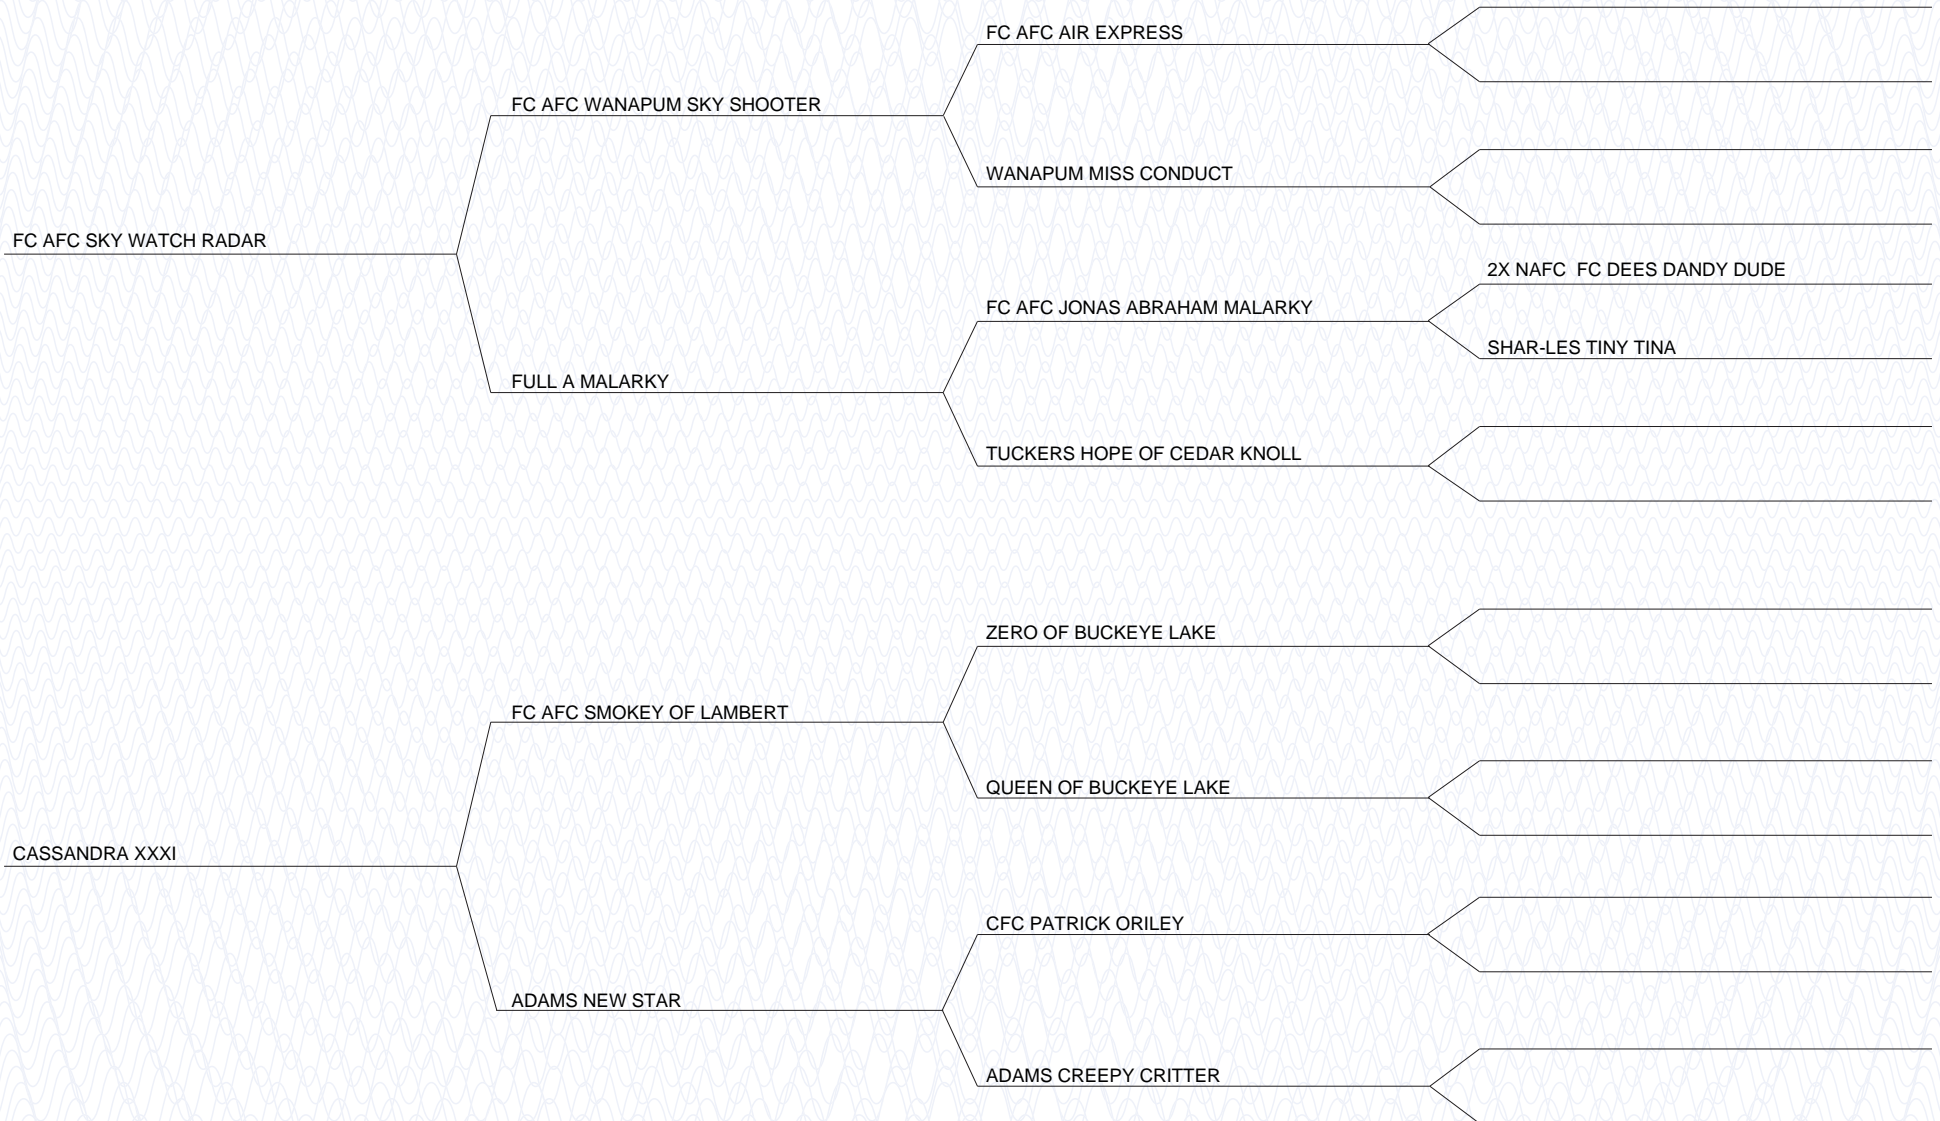 FC AFC AIR EXPRESS
FC AFC WANAPUM SKY SHOOTER
WANAPUM MISS CONDUCT
FC AFC SKY WATCH RADAR
2X NAFC  FC DEES DANDY DUDE
FC AFC JONAS ABRAHAM MALARKY
SHAR-LES TINY TINA
FULL A MALARKY
TUCKERS HOPE OF CEDAR KNOLL
ZERO OF BUCKEYE LAKE
FC AFC SMOKEY OF LAMBERT
QUEEN OF BUCKEYE LAKE
CASSANDRA XXXI
CFC PATRICK ORILEY
ADAMS NEW STAR
ADAMS CREEPY CRITTER